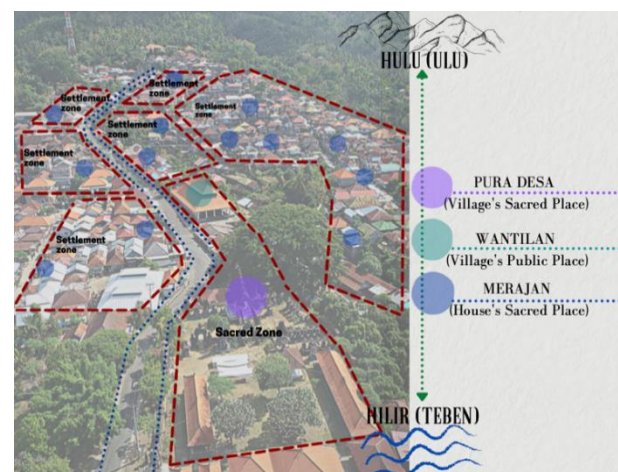 HULU (ULU)
Settlement
zone
Settlement
zone
Settlement
zone
Settlement
zone
Settlement
zone
Settlement
zone
Sacred Zone
PURA DESA
(Village's Sacred Place)
WANTILAN
(Village's Public Place)
MERAJAN
(House's Sacred Place)
HILIR (TEBEN)